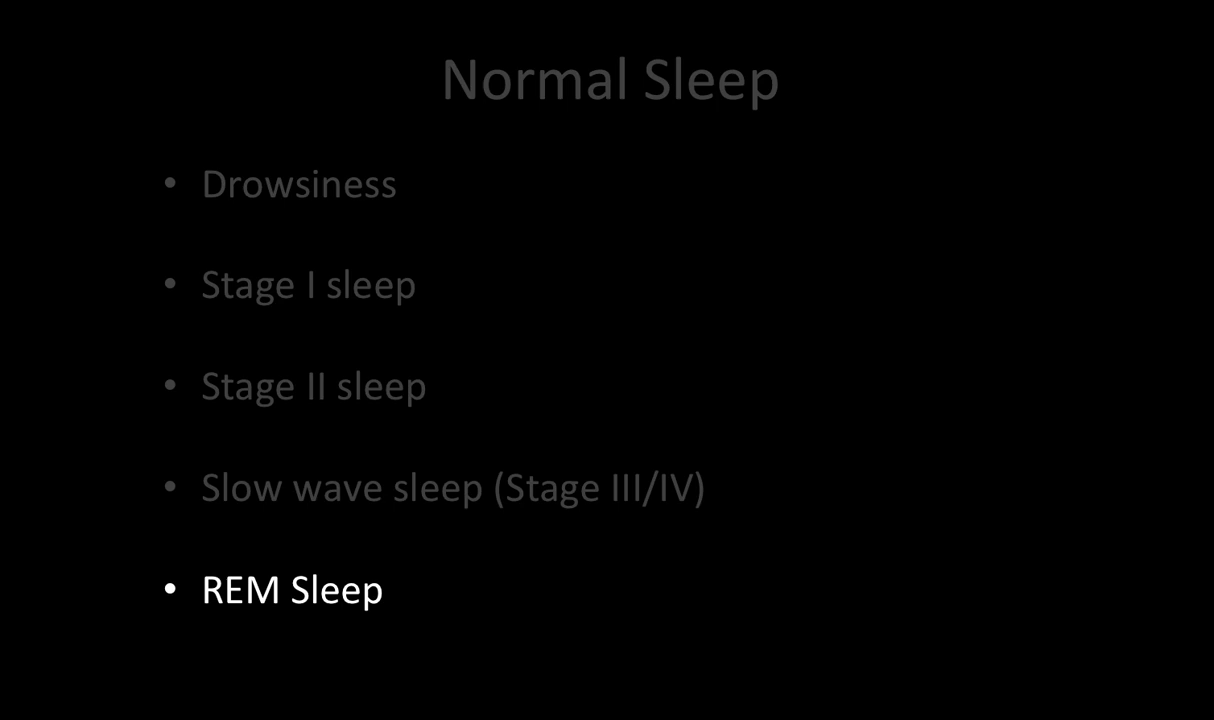 Normal Sleep
• Drowsiness
• Stage I sleep
• Stage II sleep
• Slow wave sleep (Stage III/IV)
• REM Sleep